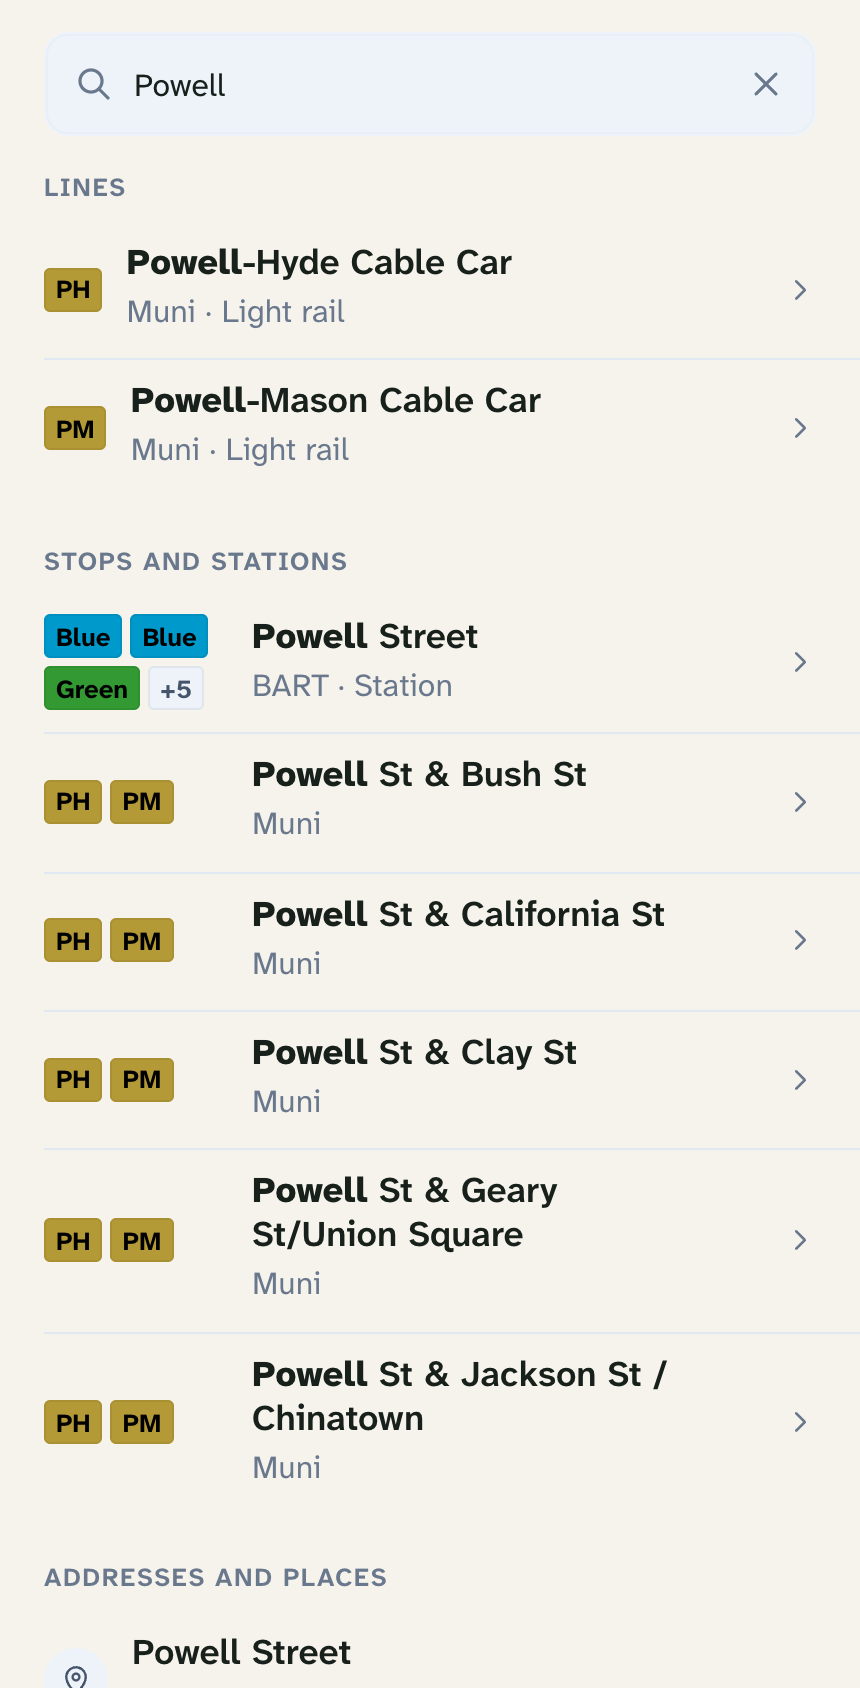 Powell
LINES
PH
Powell-Hyde Cable Car
Muni · Light rail
PM
Powell-Mason Cable Car
Muni · Light rail
STOPS AND STATIONS
Blue Blue
Green +5
Powell Street
BART · Station
PH PM
Powell St & Bush St
Muni
PH PM
Powell St & California St
Muni
PH PM
Powell St & Clay St
Muni
PH PM
Powell St & Geary
St/Union Square
Muni
PH PM
Powell St & Jackson St /
Chinatown
Muni
ADDRESSES AND PLACES
Powell Street